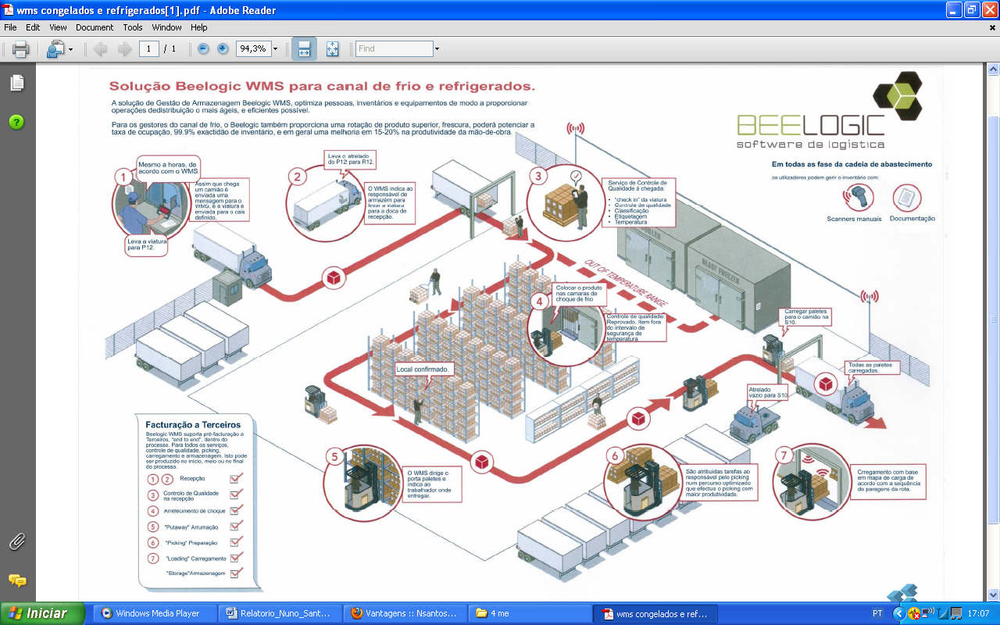 wms congelados e refrigerados[1].pdf - Adobe Reader
File Edit View Document Tools Window Help
1 / 1 94,3% Find
Solução Beelogic WMS para canal de frio e refrigerados.
A solução de Gestão de Armazenagem Beelogic WMS, optimiza pessoas, inventários e equipamentos de modo a proporcionar
operações dedistribuição o mais ágeis, e eficientes possível.
Para os gestores do canal de frio, o Beelogic também proporciona uma rotação de produto superior, frescura, poderá potenciar a
taxa de ocupação, 99.9% exactidão de inventário, e em geral uma melhoria em 15-20% na produtividade da mão-de-obra.
BEELOGIC
software de logística
Em todas as fase da cadeia de abastecimento
os utilizadores podem gerir o inventário com:
Scanners manuais
Documentação
1
Mesmo a horas, de
acordo com o WMS.
Assim que chega
um camião é
enviada uma
mensagem para o
WMS, e a viatura é
enviada para o cais
definido.
Leva a viatura
para P12.
2
Leva o atrelado
do P12 para R12.
O WMS indica ao
responsável de
armazém para
levar a viatura
para a doca de
recepção.
3
Serviço de Controle de
Qualidade à chegada:
• "check in" da viatura
• Controle de qualidade
• Classificação
• Etiquetagem
• Temperatura
BLAST FREEZER
OUT OF TEMPERATURE RANGE
4
Colocar o produto
nas camaras de
choque de frio
Controle de qualidade:
Reprovado. Item fora
do intervalo de
segurança de
temperatura
Local confirmado.
Carregar paletes
para o camião na
S10.
Todas as paletes
carregadas.
Atrelado
vazio para S10
5
O WMS dirige o
porta paletes e
indica ao
trabalhador onde
entregar.
6
São atribuidas tarefas ao
responsável pelo picking
num percurso optimizado
que efectua o picking com
maior produtividade.
7
Crregamento com base
em mapa de carga de
acordo com a sequência
de paragens da rota.
Facturação a Terceiros
Beelogic WMS suporta pré-facturação a
Terceiros, "end to end", dentro do
processo. Para todos os serviços,
controle de qualidade, picking,
carregamento e armazenagem. Isto pode
ser produzido no início, meio ou no final
do processo.
1 2 Recepção
3 Controlo de Qualidade
na recepção
4 Arrefecimento de choque
5 "Putaway" Arrumação
6 "Picking" Preparação
7 "Loading" Carregamento
"Storage"Armazenagem
Iniciar Windows Media Player Relatorio_Nuno_Sant... Vantagens :: Nsantos... 4 me wms congelados e ref... PT 17:07